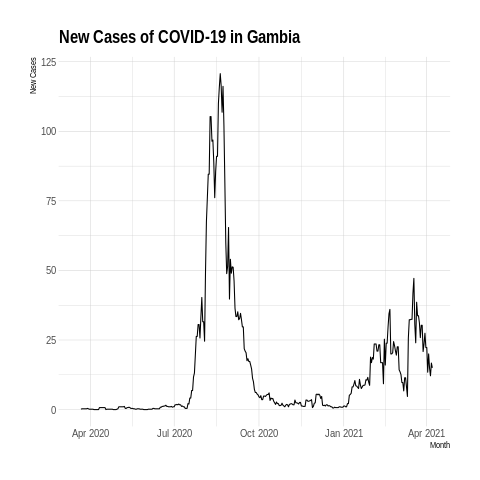 New Cases of COVID-19 in Gambia
New Cases
125
100
75
50
25
0
Apr 2020
Jul 2020
Oct 2020
Jan 2021
Apr 2021
Month